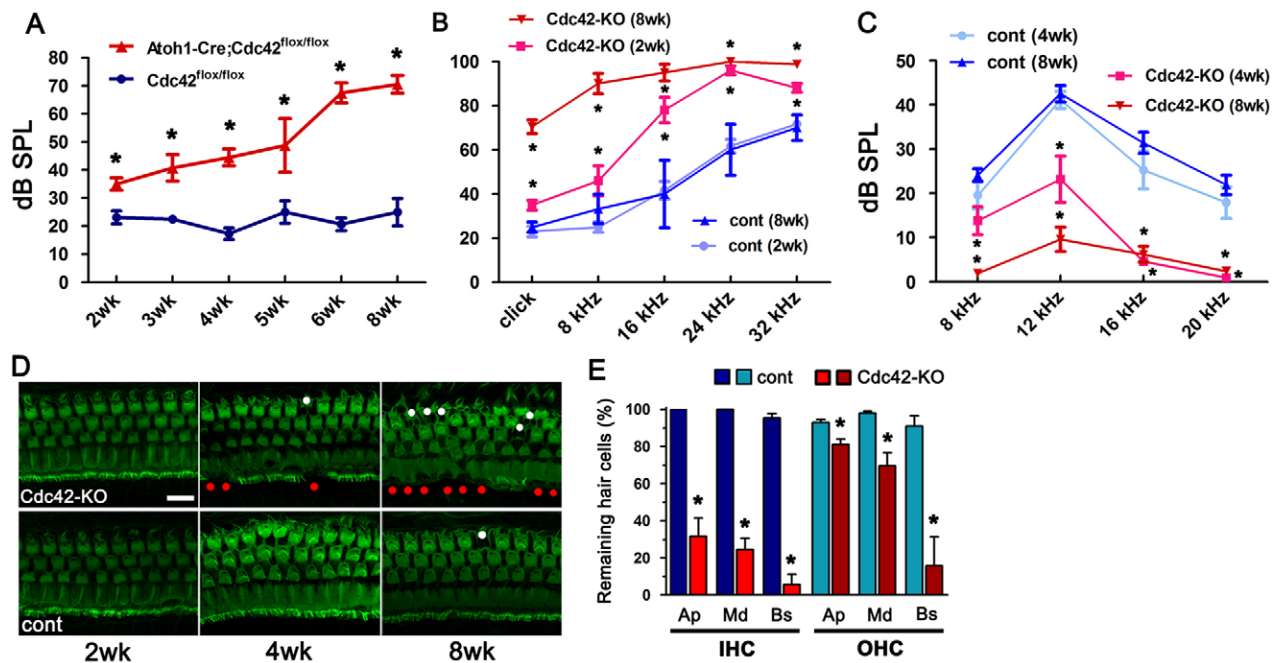 A
Atoh1-Cre;Cdc42flox/flox
Cdc42flox/flox
dB SPL
80
70
60
50
40
30
20
10
0
* * * * * *
2wk 3wk 4wk 5wk 6wk 8wk
B
Cdc42-KO (8wk)
Cdc42-KO (2wk)
100
80
60
40
20
0
* * * * * * * * * *
cont (8wk)
cont (2wk)
click 8 kHz 16 kHz 24 kHz 32 kHz
C
cont (4wk)
cont (8wk)
Cdc42-KO (4wk)
Cdc42-KO (8wk)
dB SPL
50
40
30
20
10
0
* * * * * * * *
8 kHz 12 kHz 16 kHz 20 kHz
D
Cdc42-KO
cont
2wk 4wk 8wk
E
cont Cdc42-KO
Remaining hair cells (%)
100
80
60
40
20
0
* * * * * *
Ap Md Bs Ap Md Bs
IHC OHC